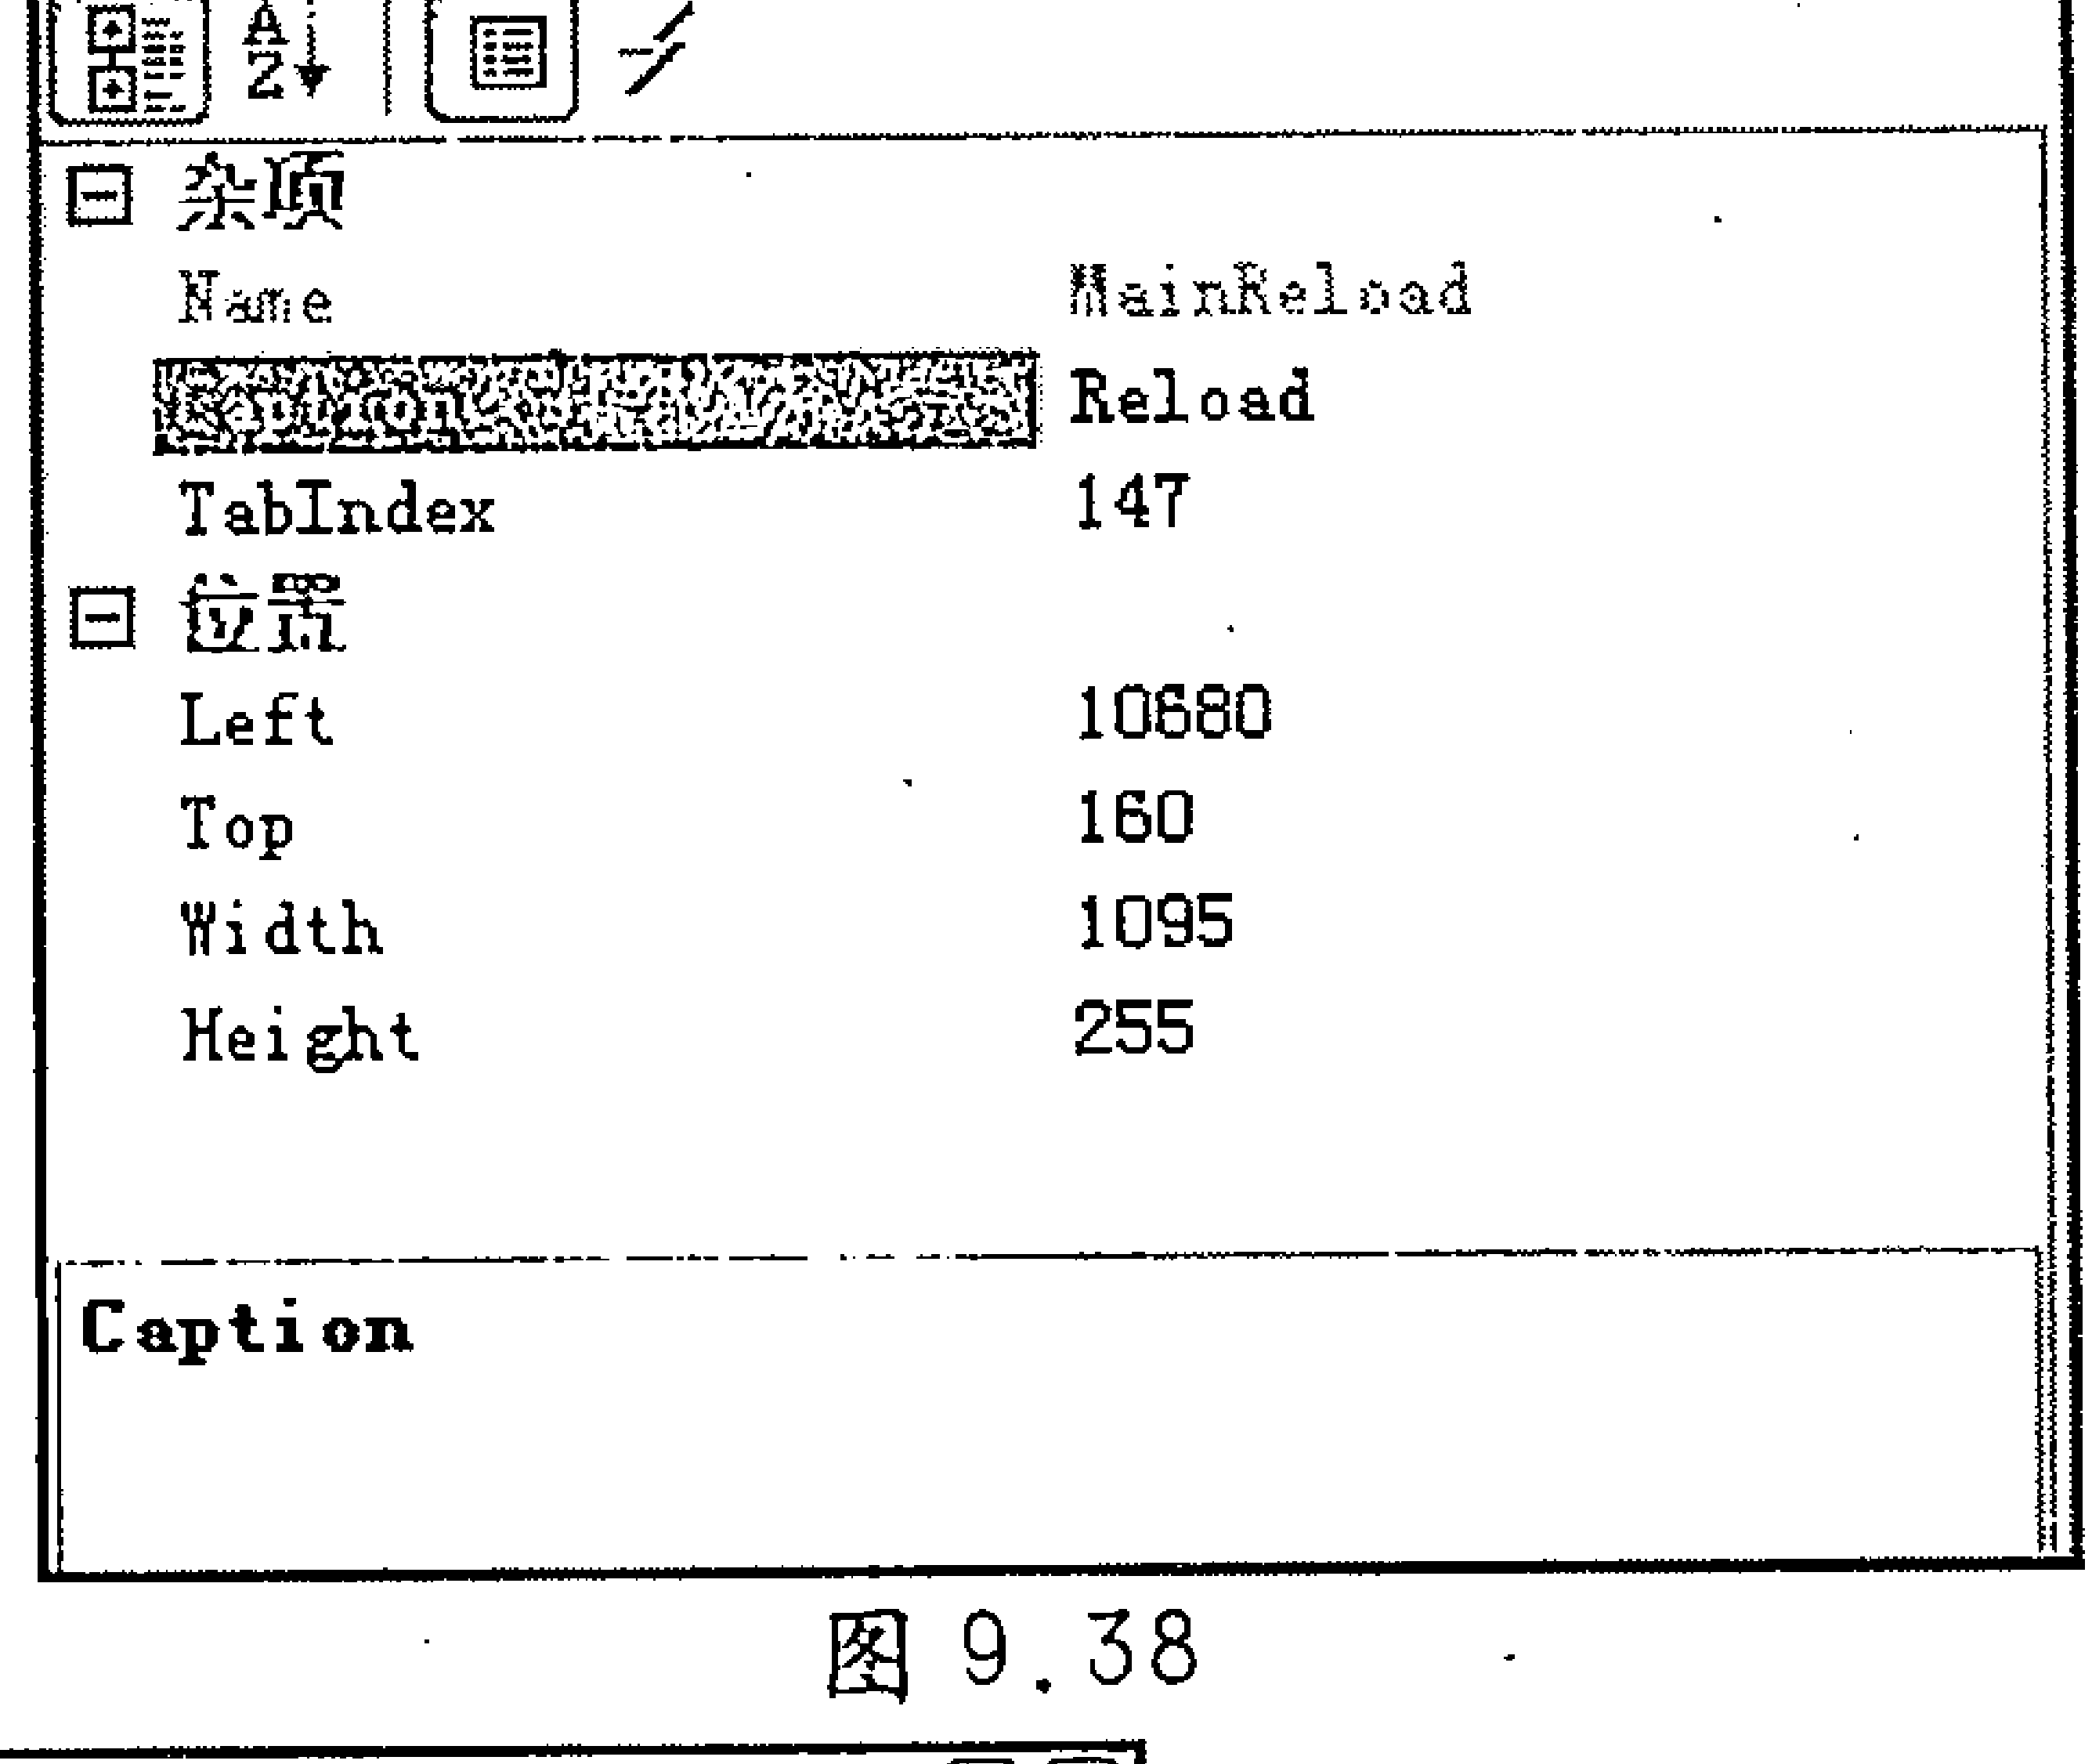 A
Z
杂项
Name MainReload
Caption Reload
TabIndex 147
位置
Left 10680
Top 160
Width 1095
Height 255
Caption
图 9.38